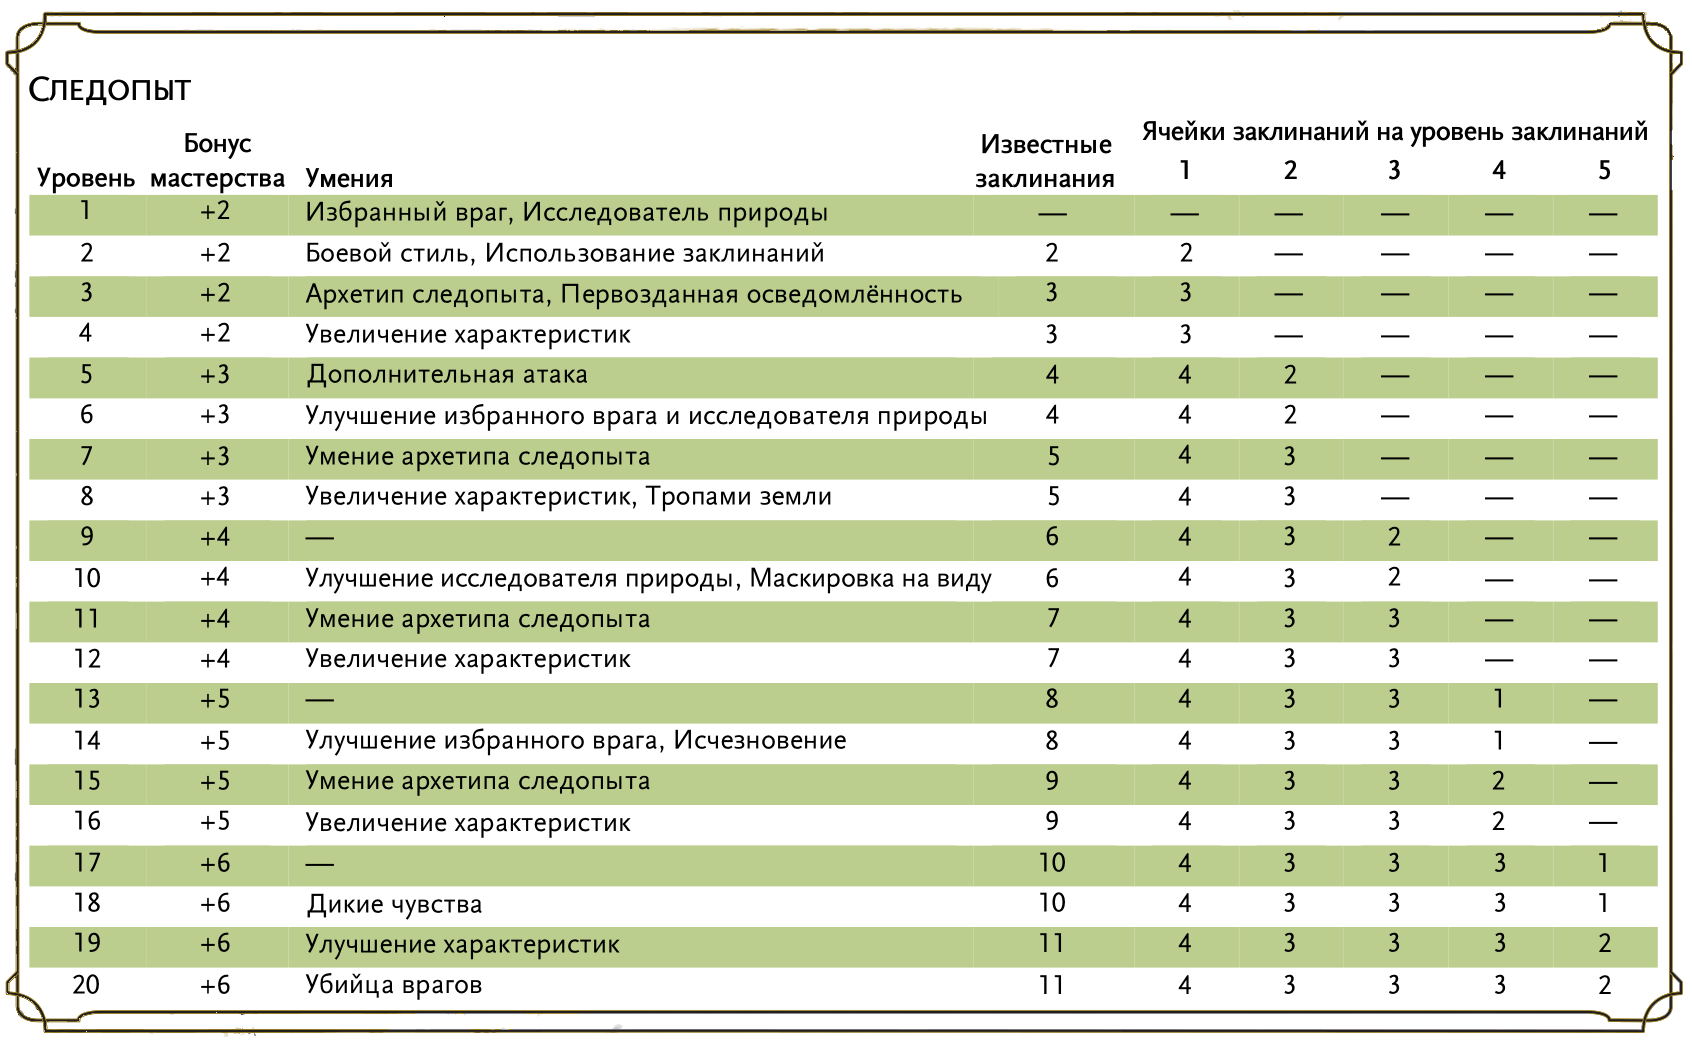 Следопыт
Ячейки заклинаний на уровень заклинаний
Бонус Известные
Уровень мастерства Умения заклинания 1 2 3 4 5
1 +2 Избранный враг, Исследователь природы — — — — — —
2 +2 Боевой стиль, Использование заклинаний 2 2 — — — —
3 +2 Архетип следопыта, Первозданная осведомлённость 3 3 — — — —
4 +2 Увеличение характеристик 3 3 — — — —
5 +3 Дополнительная атака 4 4 2 — — —
6 +3 Улучшение избранного врага и исследователя природы 4 4 2 — — —
7 +3 Умение архетипа следопыта 5 4 3 — — —
8 +3 Увеличение характеристик, Тропами земли 5 4 3 — — —
9 +4 — 6 4 3 2 — —
10 +4 Улучшение исследователя природы, Маскировка на виду 6 4 3 2 — —
11 +4 Умение архетипа следопыта 7 4 3 3 — —
12 +4 Увеличение характеристик 7 4 3 3 — —
13 +5 — 8 4 3 3 1 —
14 +5 Улучшение избранного врага, Исчезновение 8 4 3 3 1 —
15 +5 Умение архетипа следопыта 9 4 3 3 2 —
16 +5 Увеличение характеристик 9 4 3 3 2 —
17 +6 — 10 4 3 3 3 1
18 +6 Дикие чувства 10 4 3 3 3 1
19 +6 Улучшение характеристик 11 4 3 3 3 2
20 +6 Убийца врагов 11 4 3 3 3 2